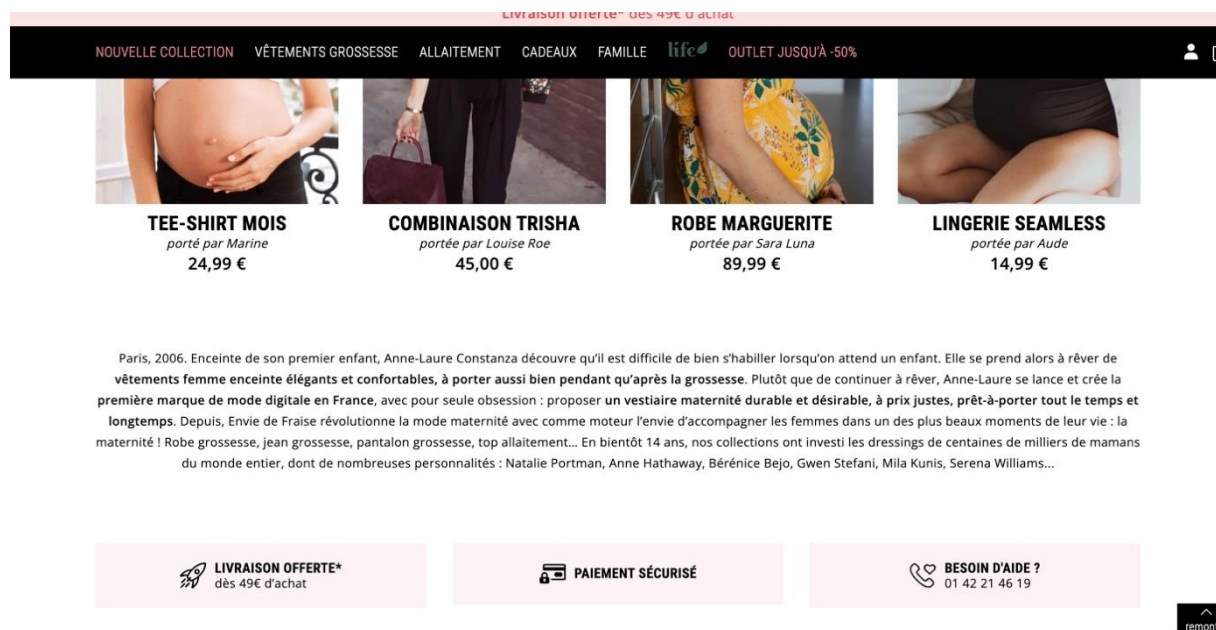 Livraison offerte* dès 49€ d'achat
NOUVELLE COLLECTION VÊTEMENTS GROSSESSE ALLAITEMENT CADEAUX FAMILLE life OUTLET JUSQU'À -50%
TEE-SHIRT MOIS
porté par Marine
24,99 €
COMBINAISON TRISHA
portée par Louise Roe
45,00 €
ROBE MARGUERITE
portée par Sara Luna
89,99 €
LINGERIE SEAMLESS
portée par Aude
14,99 €
Paris, 2006. Enceinte de son premier enfant, Anne-Laure Constanza découvre qu'il est difficile de bien s'habiller lorsqu'on attend un enfant. Elle se prend alors à rêver de
vêtements femme enceinte élégants et confortables, à porter aussi bien pendant qu'après la grossesse. Plutôt que de continuer à rêver, Anne-Laure se lance et crée la
première marque de mode digitale en France, avec pour seule obsession : proposer un vestiaire maternité durable et désirable, à prix justes, prêt-à-porter tout le temps et
longtemps. Depuis, Envie de Fraise révolutionne la mode maternité avec comme moteur l'envie d'accompagner les femmes dans un des plus beaux moments de leur vie : la
maternité ! Robe grossesse, jean grossesse, pantalon grossesse, top allaitement... En bientôt 14 ans, nos collections ont investi les dressings de centaines de milliers de mamans
du monde entier, dont de nombreuses personnalités : Natalie Portman, Anne Hathaway, Bérénice Bejo, Gwen Stefani, Mila Kunis, Serena Williams...
LIVRAISON OFFERTE*
dès 49€ d'achat
PAIEMENT SÉCURISÉ
BESOIN D'AIDE ?
01 42 21 46 19